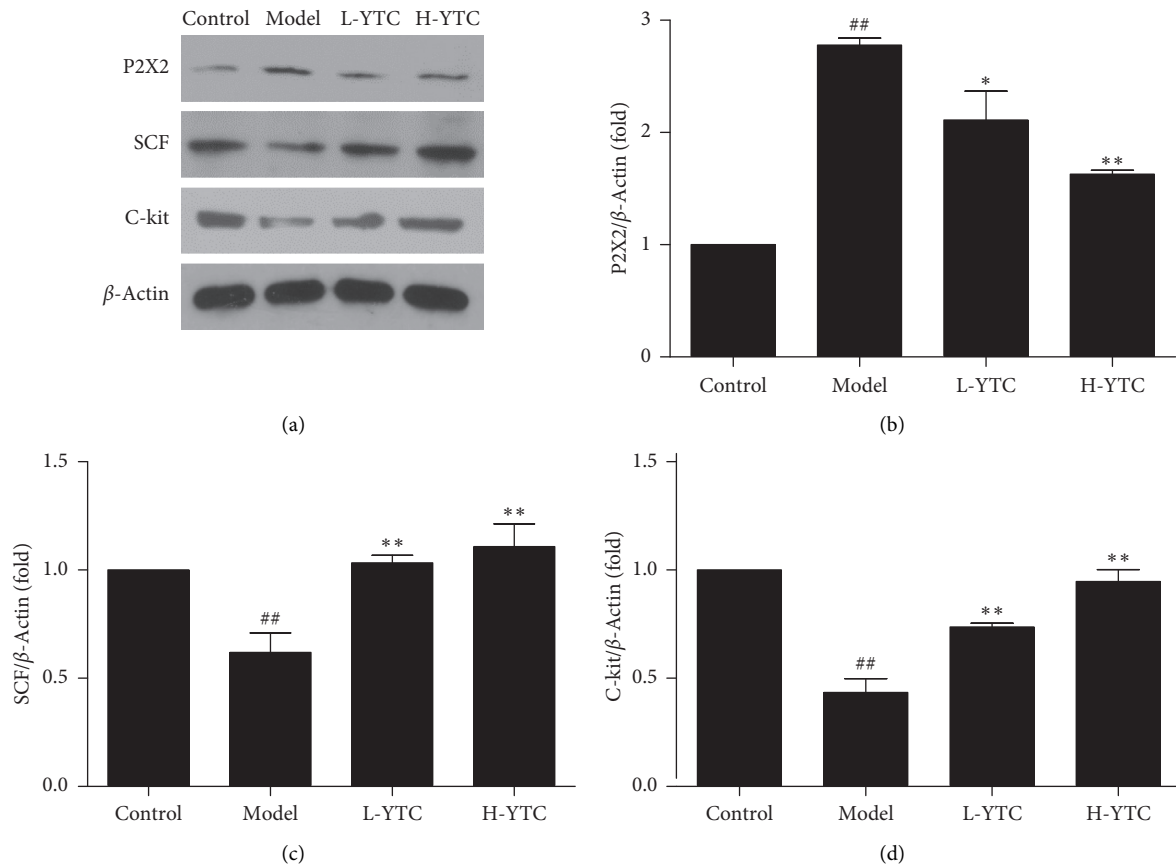 Control Model L-YTC H-YTC
P2X2
SCF
C-kit
β-Actin
(a)
P2X2/β-Actin (fold)
3
2
1
0
##
*
**
Control Model L-YTC H-YTC
(b)
SCF/β-Actin (fold)
1.5
1.0
0.5
0.0
##
**
**
Control Model L-YTC H-YTC
(c)
C-kit/β-Actin (fold)
1.5
1.0
0.5
0.0
##
**
**
Control Model L-YTC H-YTC
(d)